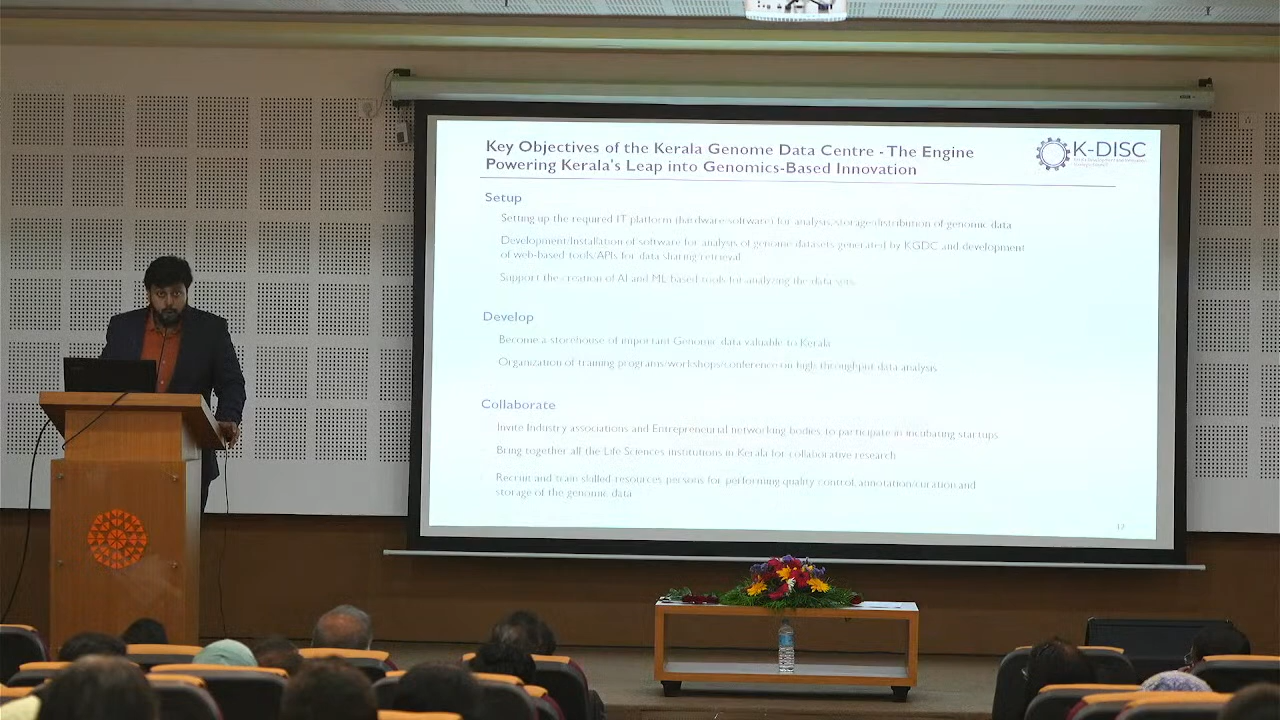 Key Objectives of the Kerala Genome Data Centre - The Engine
Powering Kerala's Leap into Genomics-Based Innovation
K-DISC
Setup
Setting up the required IT platform (hardware/software) for analysis, storage/distribution of genomic data
Development/Installation of software for analysis of genome datasets generated by KGDC and development
of web-based tools/APIs for data sharing retrieval
Support the creation of AI and ML based tools for analyzing the data sets
Develop
Become a storehouse of important Genomic data valuable to Kerala
Organization of training programs/workshops/conference on high throughput data analysis
Collaborate
Invite Industry associations and Entrepreneurial networking bodies to participate in incubating startups
Bring together all the Life Sciences institutions in Kerala for collaborative research
Recruit and train skilled resources persons for performing quality control, annotation/curation and
storage of the genomic data
17